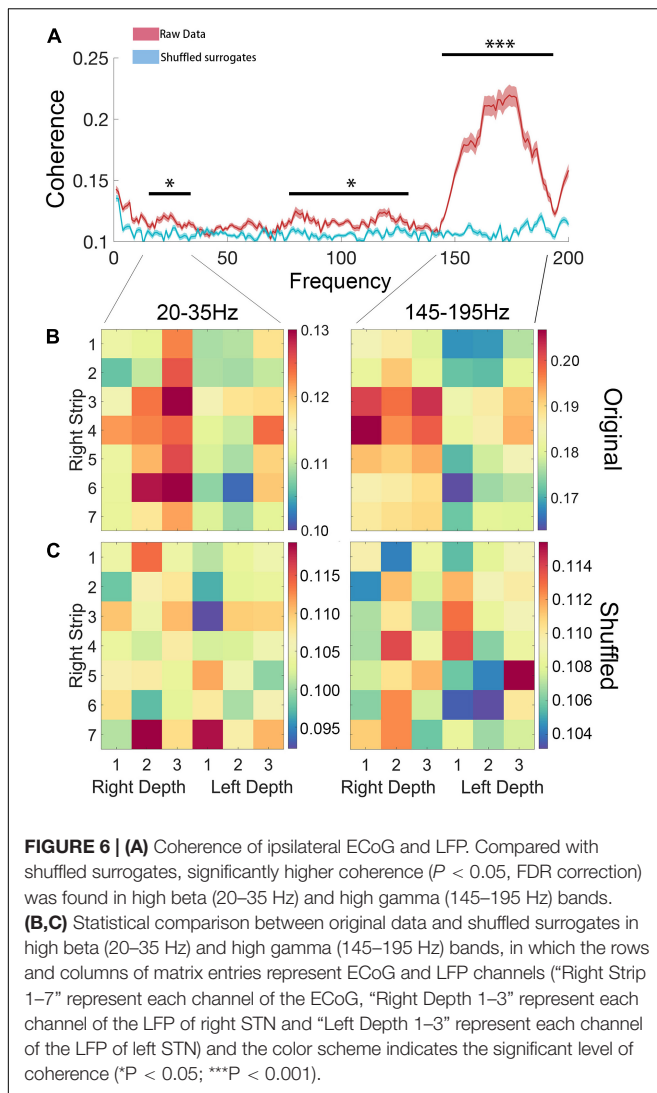 A
Raw Data
Shuffled surrogates
***
*
*
0.25
0.2
0.15
0.1
Coherence
0
50
100
150
200
Frequency
20-35Hz
145-195Hz
B
1
2
3
4
5
6
7
Right Strip
0.13
0.12
0.11
0.10
0.20
0.19
0.18
0.17
Original
C
1
2
3
4
5
6
7
Right Strip
0.115
0.110
0.105
0.100
0.095
0.114
0.112
0.110
0.108
0.106
0.104
Shuffled
1 2 3 1 2 3
Right Depth Left Depth
1 2 3 1 2 3
Right Depth Left Depth
FIGURE 6 | (A) Coherence of ipsilateral ECoG and LFP. Compared with
shuffled surrogates, significantly higher coherence (P < 0.05, FDR correction)
was found in high beta (20–35 Hz) and high gamma (145–195 Hz) bands.
(B,C) Statistical comparison between original data and shuffled surrogates in
high beta (20–35 Hz) and high gamma (145–195 Hz) bands, in which the rows
and columns of matrix entries represent ECoG and LFP channels (“Right Strip
1–7” represent each channel of the ECoG, “Right Depth 1–3” represent each
channel of the LFP of right STN and “Left Depth 1–3” represent each channel
of the LFP of left STN) and the color scheme indicates the significant level of
coherence (*P < 0.05; ***P < 0.001).